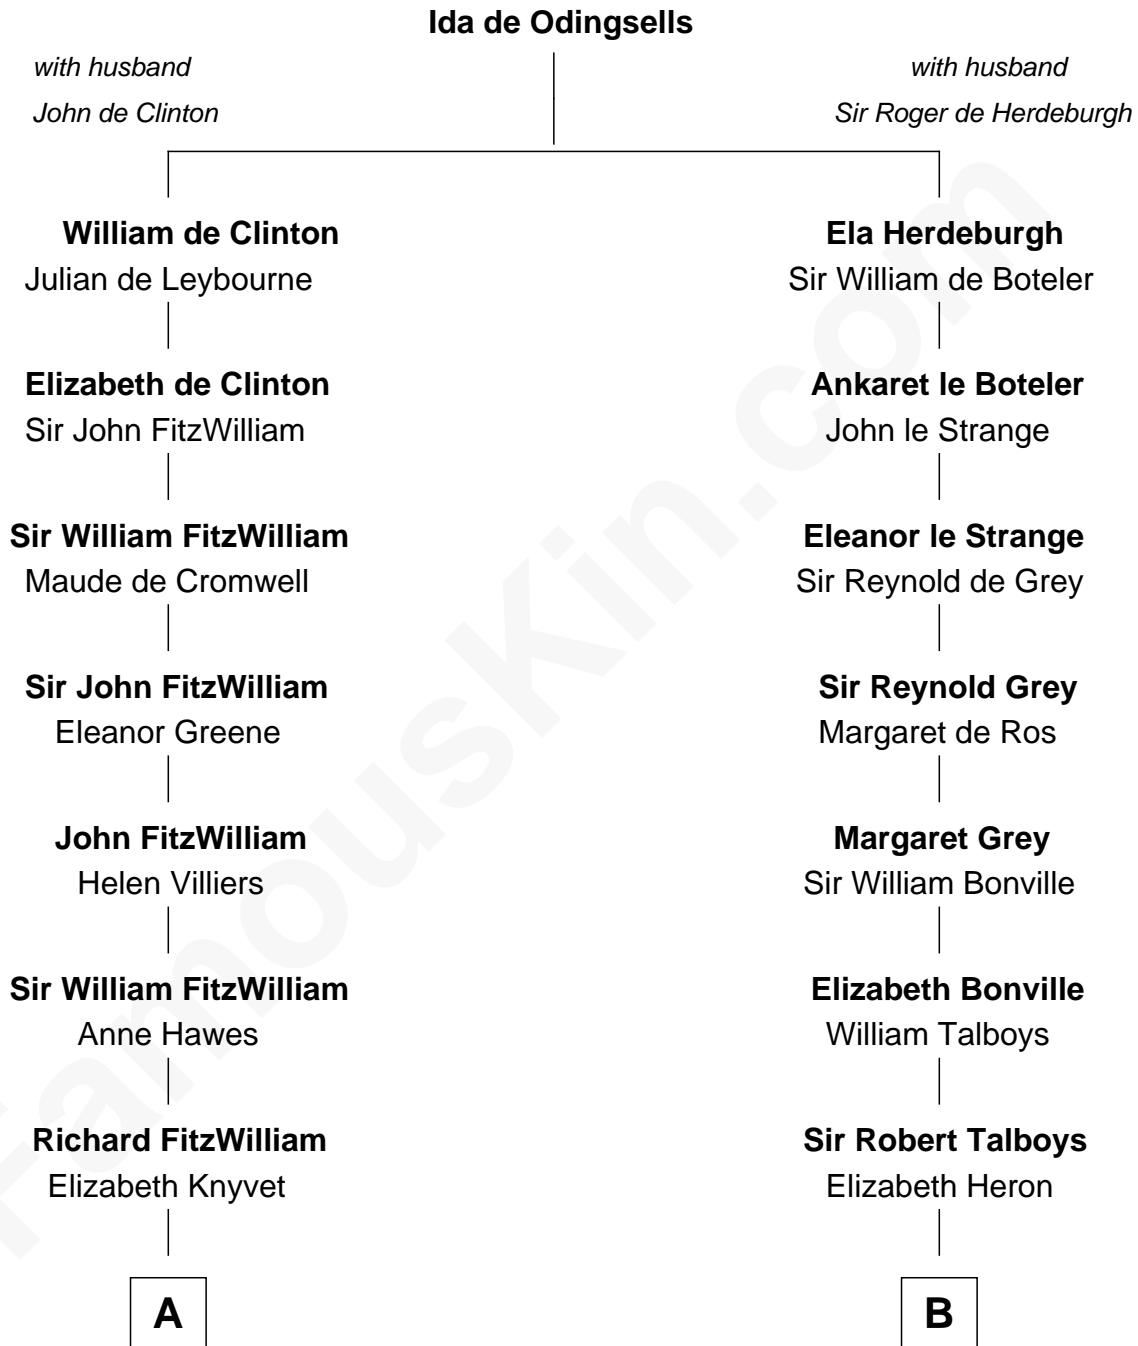 Ida de Odingsells
with husband
John de Clinton
with husband
Sir Roger de Herdeburgh
William de Clinton
Julian de Leybourne
Elizabeth de Clinton
Sir John FitzWilliam
Sir William FitzWilliam
Maude de Cromwell
Sir John FitzWilliam
Eleanor Greene
John FitzWilliam
Helen Villiers
Sir William FitzWilliam
Anne Hawes
Richard FitzWilliam
Elizabeth Knyvet
A
Ela Herdeburgh
Sir William de Boteler
Ankaret le Boteler
John le Strange
Eleanor le Strange
Sir Reynold de Grey
Sir Reynold Grey
Margaret de Ros
Margaret Grey
Sir William Bonville
Elizabeth Bonville
William Talboys
Sir Robert Talboys
Elizabeth Heron
B
FamousKin.com